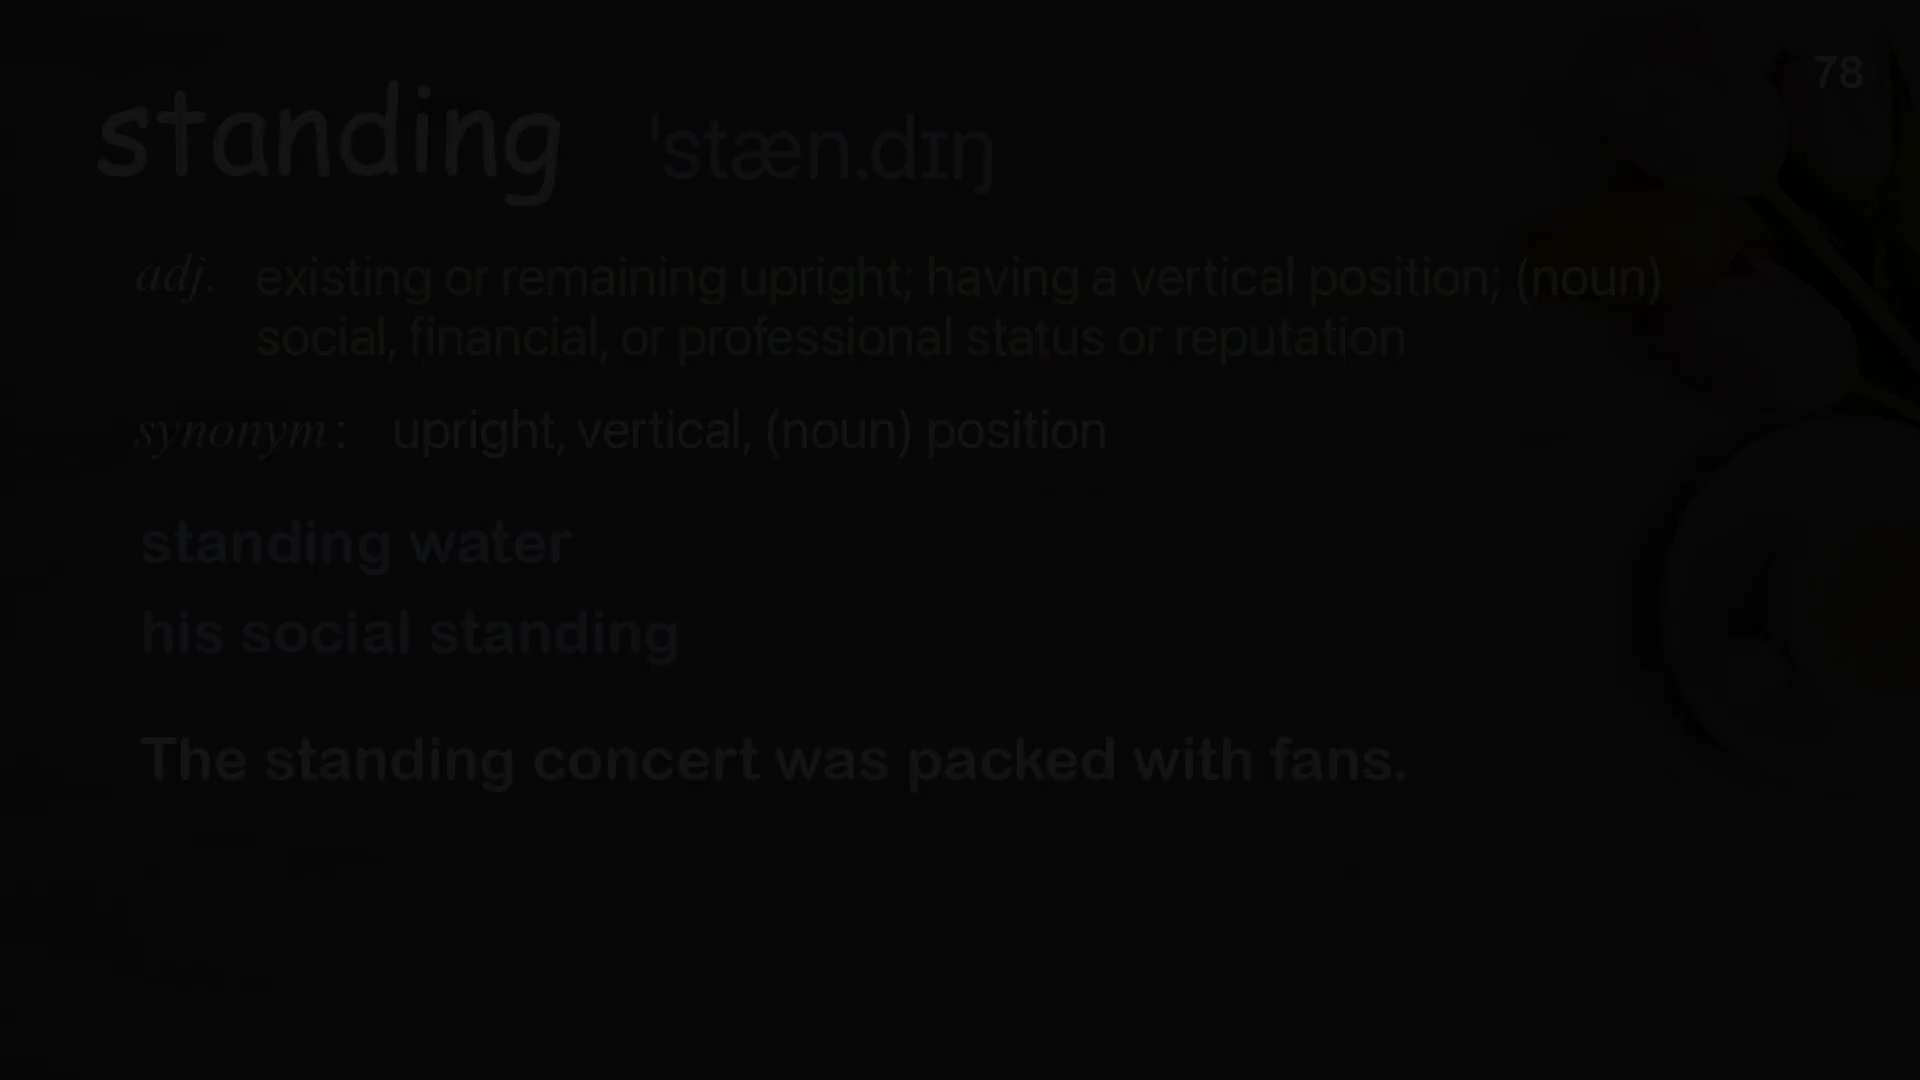 78
standing ˈstæn.dɪŋ
adj. existing or remaining upright; having a vertical position; (noun)
social, financial, or professional status or reputation
synonym: upright, vertical, (noun) position
standing water
his social standing
The standing concert was packed with fans.